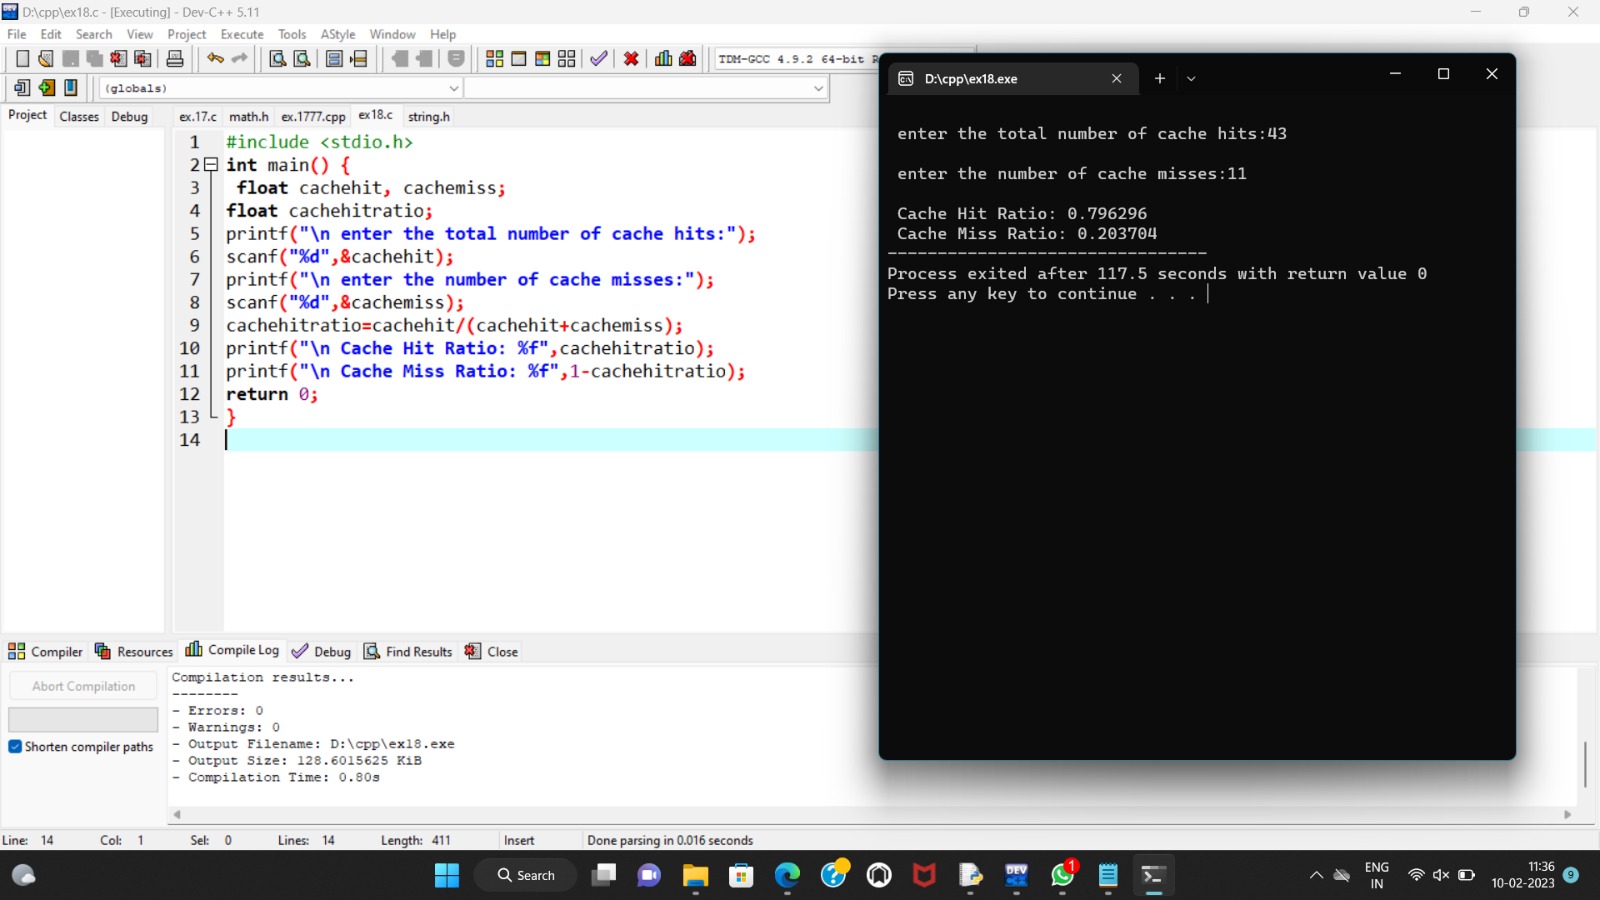 D:\cpp\ex18.c - [Executing] - Dev-C++ 5.11
File Edit Search View Project Execute Tools AStyle Window Help
TDM-GCC 4.9.2 64-bit
(globals)
Project Classes Debug
ex.17.c math.h ex.1777.cpp ex18.c string.h
1 #include <stdio.h>
2 int main() {
3 float cachehit, cachemiss;
4 float cachehitratio;
5 printf("\n enter the total number of cache hits:");
6 scanf("%d",&cachehit);
7 printf("\n enter the number of cache misses:");
8 scanf("%d",&cachemiss);
9 cachehitratio=cachehit/(cachehit+cachemiss);
10 printf("\n Cache Hit Ratio: %f",cachehitratio);
11 printf("\n Cache Miss Ratio: %f",1-cachehitratio);
12 return 0;
13 }
14
D:\cpp\ex18.exe
enter the total number of cache hits:43
enter the number of cache misses:11
Cache Hit Ratio: 0.796296
Cache Miss Ratio: 0.203704
--------------------------------
Process exited after 117.5 seconds with return value 0
Press any key to continue . . .
Compiler Resources Compile Log Debug Find Results Close
Abort Compilation
Shorten compiler paths
Compilation results...
--------
- Errors: 0
- Warnings: 0
- Output Filename: D:\cpp\ex18.exe
- Output Size: 128.6015625 KiB
- Compilation Time: 0.80s
Line: 14 Col: 1 Sel: 0 Lines: 14 Length: 411 Insert Done parsing in 0.016 seconds
Search
DEV
1
ENG
IN
11:36
10-02-2023
9